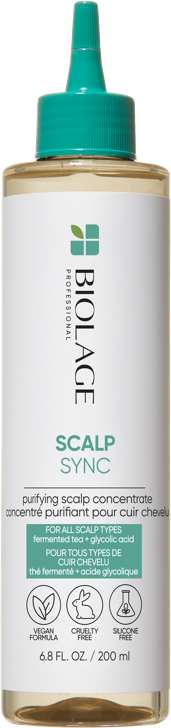 BIOLAGE
PROFESSIONAL
SCALP
SYNC
purifying scalp concentrate
concentré purifiant pour cuir chevelu
FOR ALL SCALP TYPES
fermented tea + glycolic acid
POUR TOUS TYPES DE
CUIR CHEVELU
thé fermenté + acide glycolique
VEGAN
FORMULA
CRUELTY
FREE
SILICONE
FREE
6.8 FL. OZ. / 200 ml